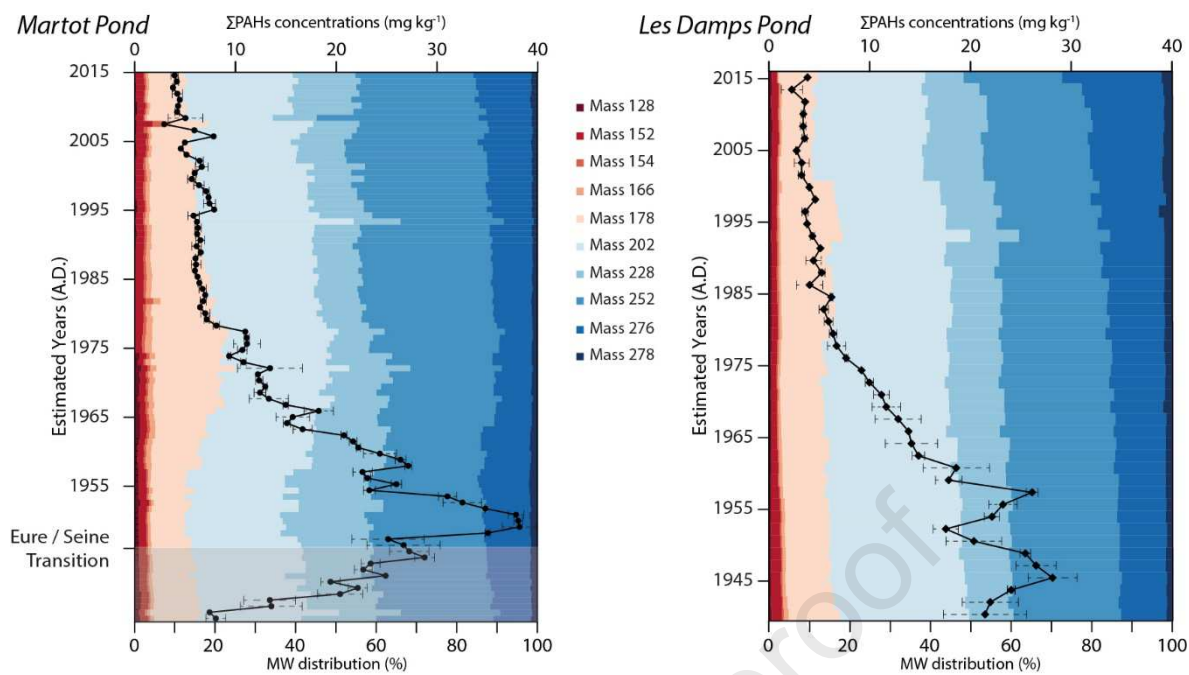 Martot Pond
ΣPAHs concentrations (mg kg⁻¹)
0 10 20 30 40
Estimated Years (A.D.)
2015
2005
1995
1985
1975
1965
1955
Eure / Seine
Transition
0 20 40 60 80 100
MW distribution (%)
Mass 128
Mass 152
Mass 154
Mass 166
Mass 178
Mass 202
Mass 228
Mass 252
Mass 276
Mass 278
Les Damps Pond
ΣPAHs concentrations (mg kg⁻¹)
0 10 20 30 40
Estimated Years (A.D.)
2015
2005
1995
1985
1975
1965
1955
1945
0 20 40 60 80 100
MW distribution (%)
proof